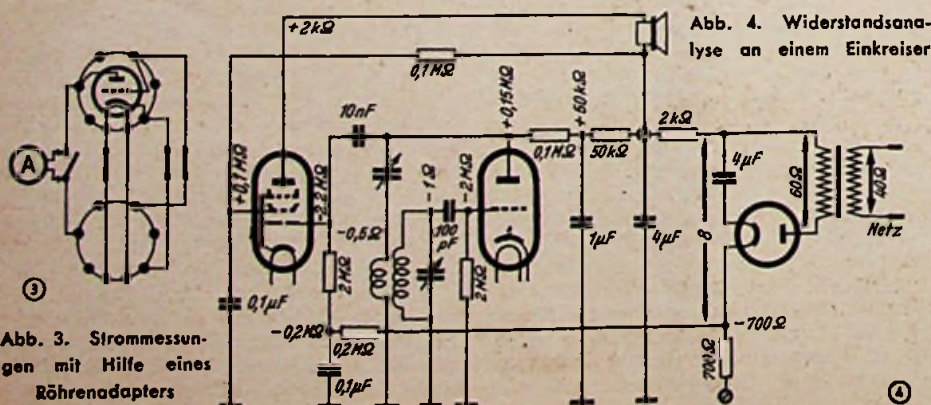 Abb. 4. Widerstandsana-
lyse an einem Einkreiser
+2kΩ
0,1MΩ
10nF
+0,15MΩ
+50kΩ
2kΩ
0,1MΩ
50kΩ
4µF
60Ω
40Ω
Netz
A
+0,1MΩ
-2,2MΩ
-1Ω
-2MΩ
100
pF
-0,5Ω
2MΩ
2MΩ
1µF
4µF
8
3
0,1µF
-0,2MΩ
0,2MΩ
-700Ω
700Ω
0,1µF
Abb. 3. Strommessun-
gen mit Hilfe eines
Röhrenadapters
4